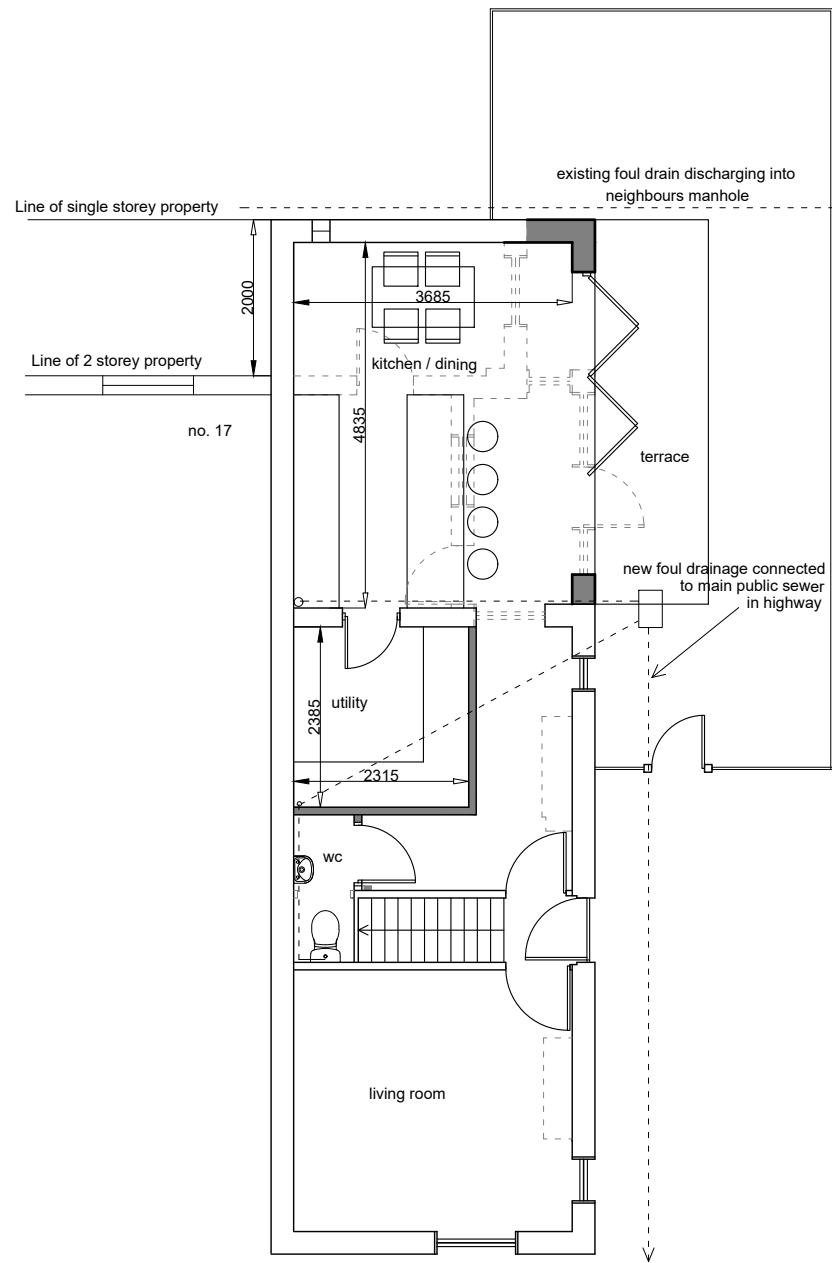 existing foul drain discharging into
neighbours manhole
Line of single storey property
2000
3685
Line of 2 storey property
kitchen / dining
4835
no. 17
terrace
new foul drainage connected
to main public sewer
in highway
utility
2385
2315
wc
living room